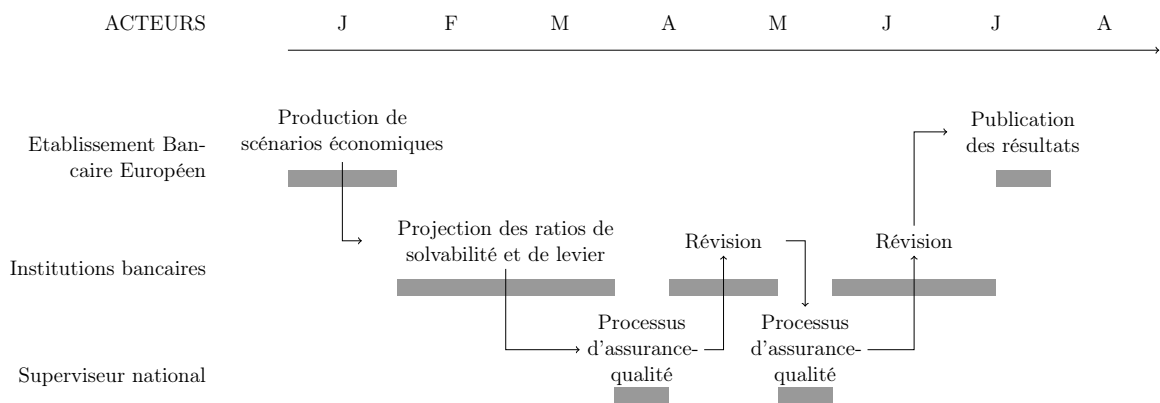 ACTEURS J F M A M J J A
Production de
scénarios économiques
Publication
des résultats
Etablissement Ban-
caire Européen
Projection des ratios de
solvabilité et de levier
Révision
Révision
Institutions bancaires
Processus
d'assurance-
qualité
Processus
d'assurance-
qualité
Superviseur national